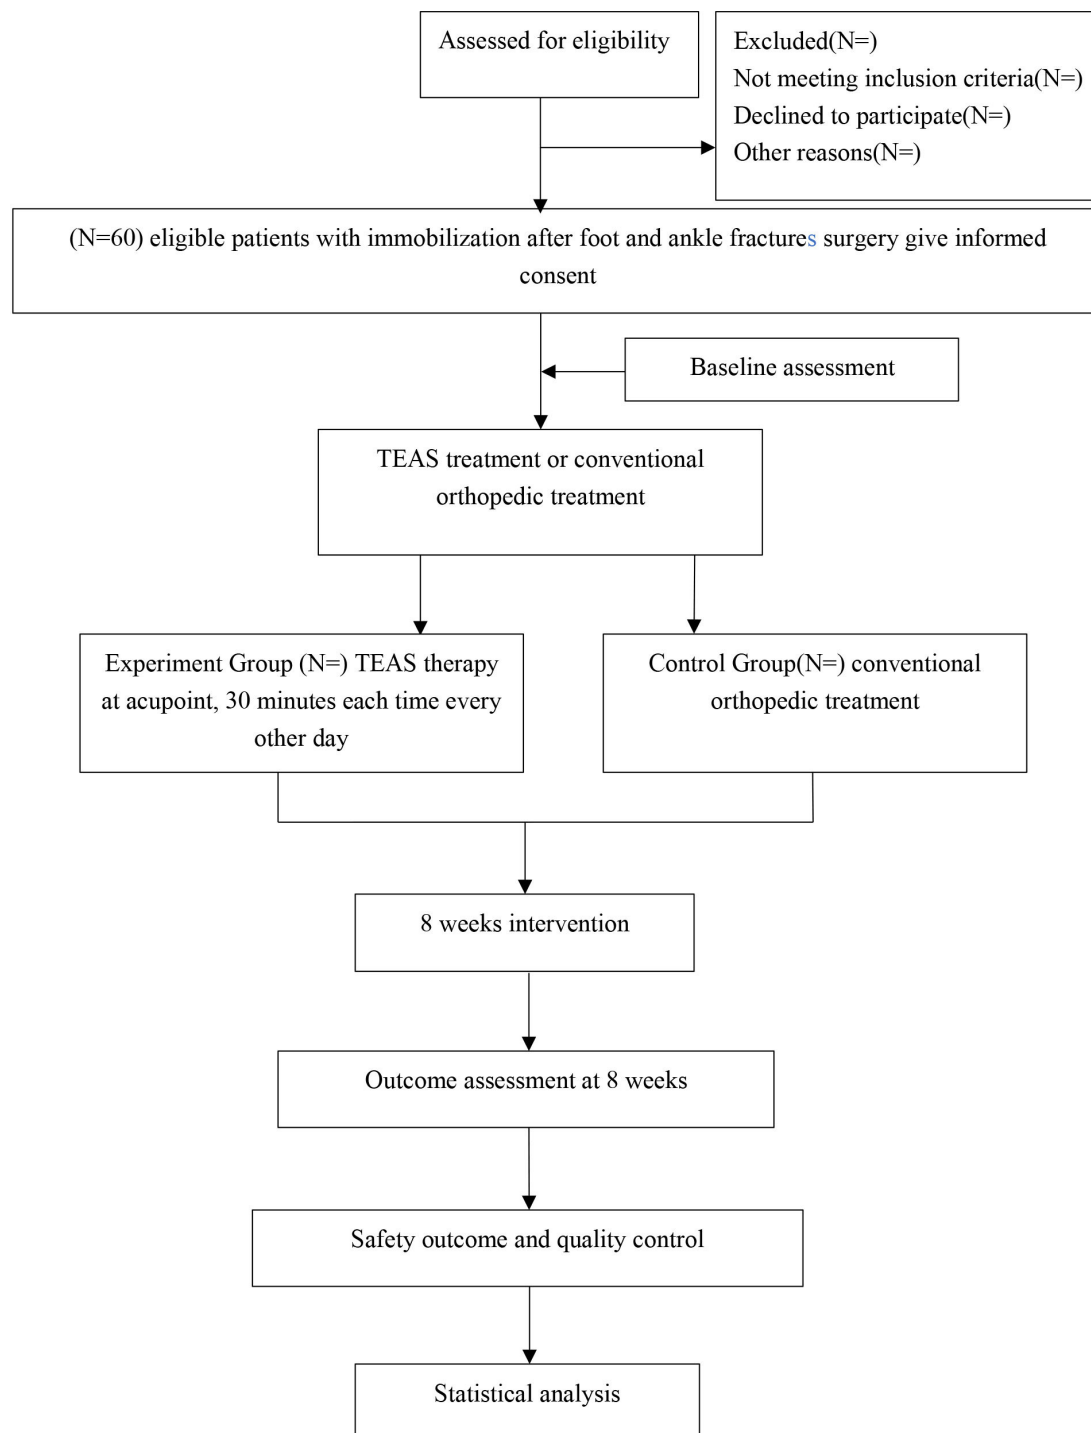 Assessed for eligibility
Excluded(N=)
Not meeting inclusion criteria(N=)
Declined to participate(N=)
Other reasons(N=)
(N=60) eligible patients with immobilization after foot and ankle fractures surgery give informed
consent
Baseline assessment
TEAS treatment or conventional
orthopedic treatment
Experiment Group (N=) TEAS therapy
at acupoint, 30 minutes each time every
other day
Control Group(N=) conventional
orthopedic treatment
8 weeks intervention
Outcome assessment at 8 weeks
Safety outcome and quality control
Statistical analysis